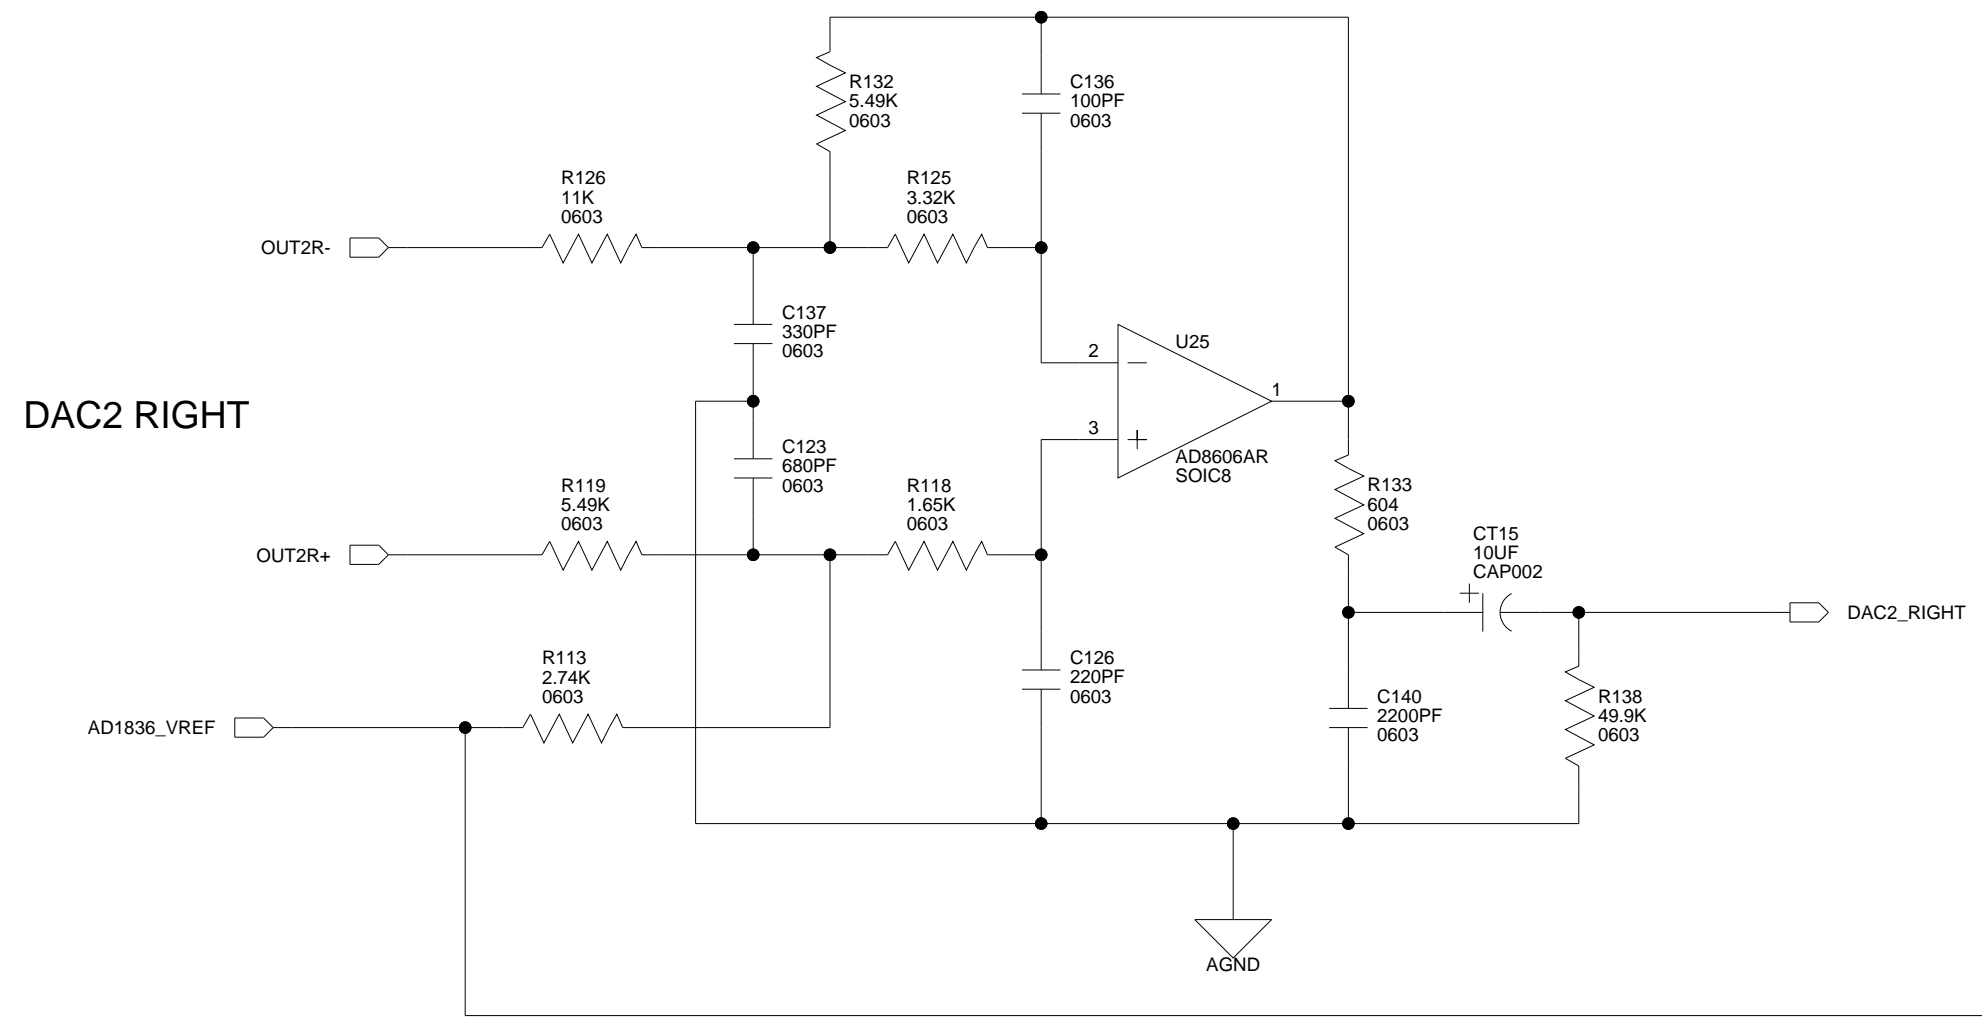 R132
5.49K
0603
C136
100PF
0603
R126
11K
0603
R125
3.32K
0603
OUT2R-
C137
330PF
0603
2
U25
1
DAC2 RIGHT
3
C123
680PF
0603
AD8606AR
SOIC8
R119
5.49K
0603
R118
1.65K
0603
R133
604
0603
OUT2R+
CT15
10UF
CAP002
DAC2_RIGHT
R113
2.74K
0603
C126
220PF
0603
C140
2200PF
0603
R138
49.9K
0603
AD1836_VREF
AGND